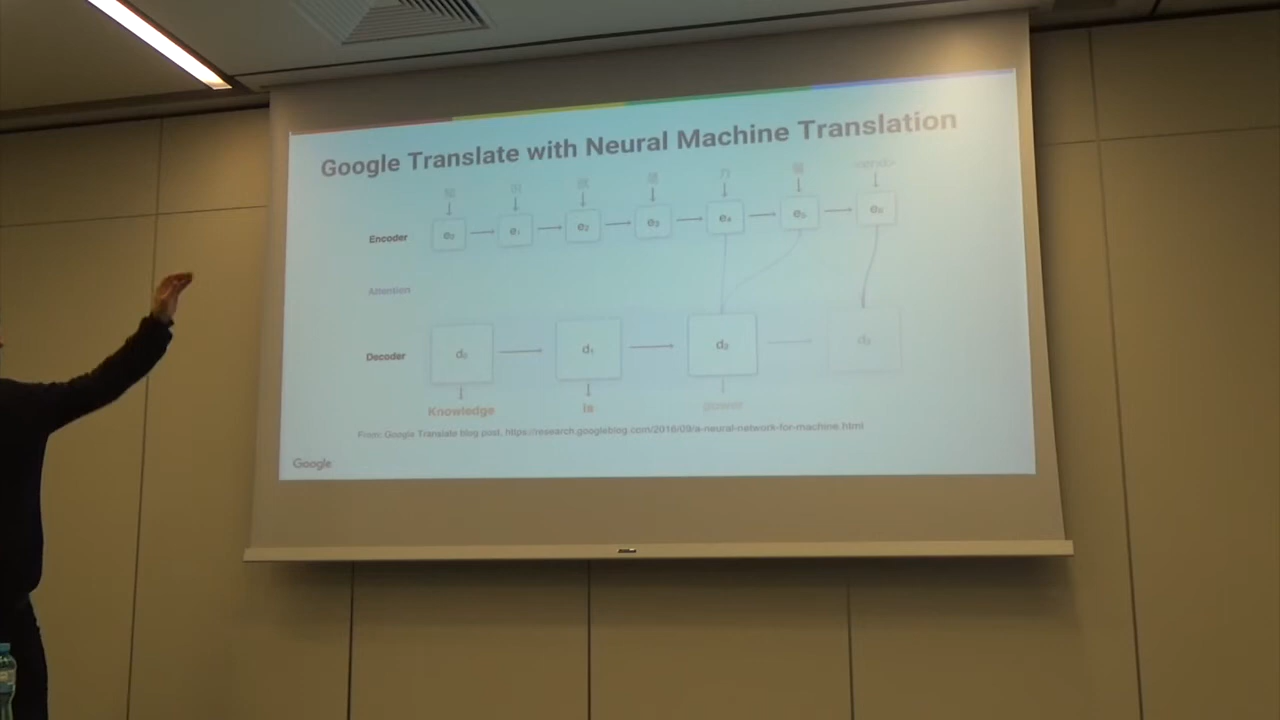 Google Translate with Neural Machine Translation
<end>
Encoder e₀ e₁ e₂ e₃ e₄ e₅ e₆
Attention
Decoder d₀ d₁ d₂ d₃
Knowledge is power
From: Google Translate blog post, https://research.googleblog.com/2016/09/a-neural-network-for-machine.html
Google